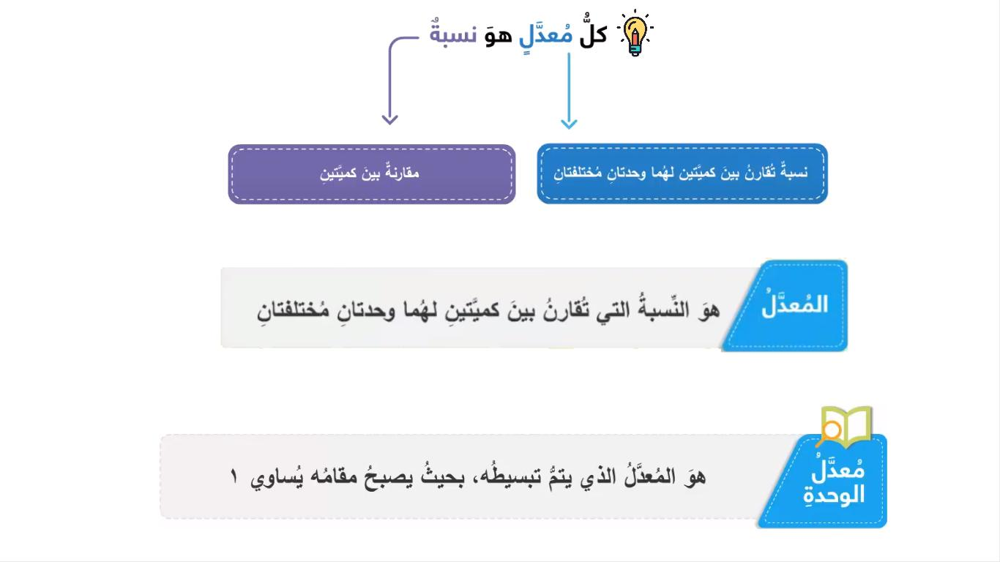 كلُّ مُعدَّلٍ هوَ نسبةٌ
نسبةٌ تُقارنُ بينَ كميَّتين لهُما وحدتانِ مُختلفتانِ
مقارنةٌ بينَ كميَّتينِ
المُعدَّلُ
هوَ النِّسبةُ التي تُقارنُ بينَ كميَّتينِ لهُما وحدتانِ مُختلفتانِ
مُعدَّلُ
الوحدةِ
هوَ المُعدَّلُ الذي يتمُّ تبسيطُه، بحيثُ يصبحُ مقامُه يُساوي ١